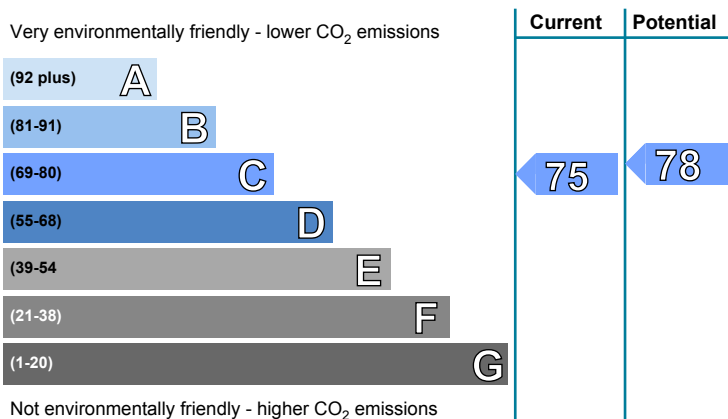 Very environmentally friendly - lower CO2 emissions
Current
Potential
(92 plus) A
(81-91) B
(69-80) C
75
78
(55-68) D
(39-54 E
(21-38) F
(1-20) G
Not environmentally friendly - higher CO2 emissions